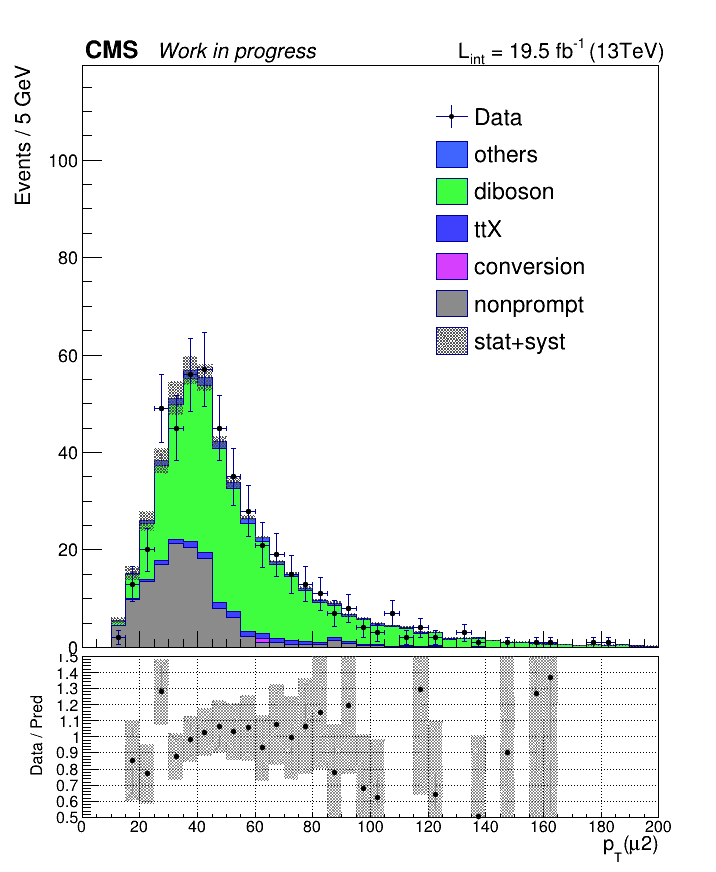 CMS Work in progress L_int = 19.5 fb^-1 (13TeV)
Events / 5 GeV
100
80
60
40
20
0
Data
others
diboson
ttX
conversion
nonprompt
stat+syst
Data / Pred
1.5
1.4
1.3
1.2
1.1
1
0.9
0.8
0.7
0.6
0.5
0 20 40 60 80 100 120 140 160 180 200
p_T(μ2)